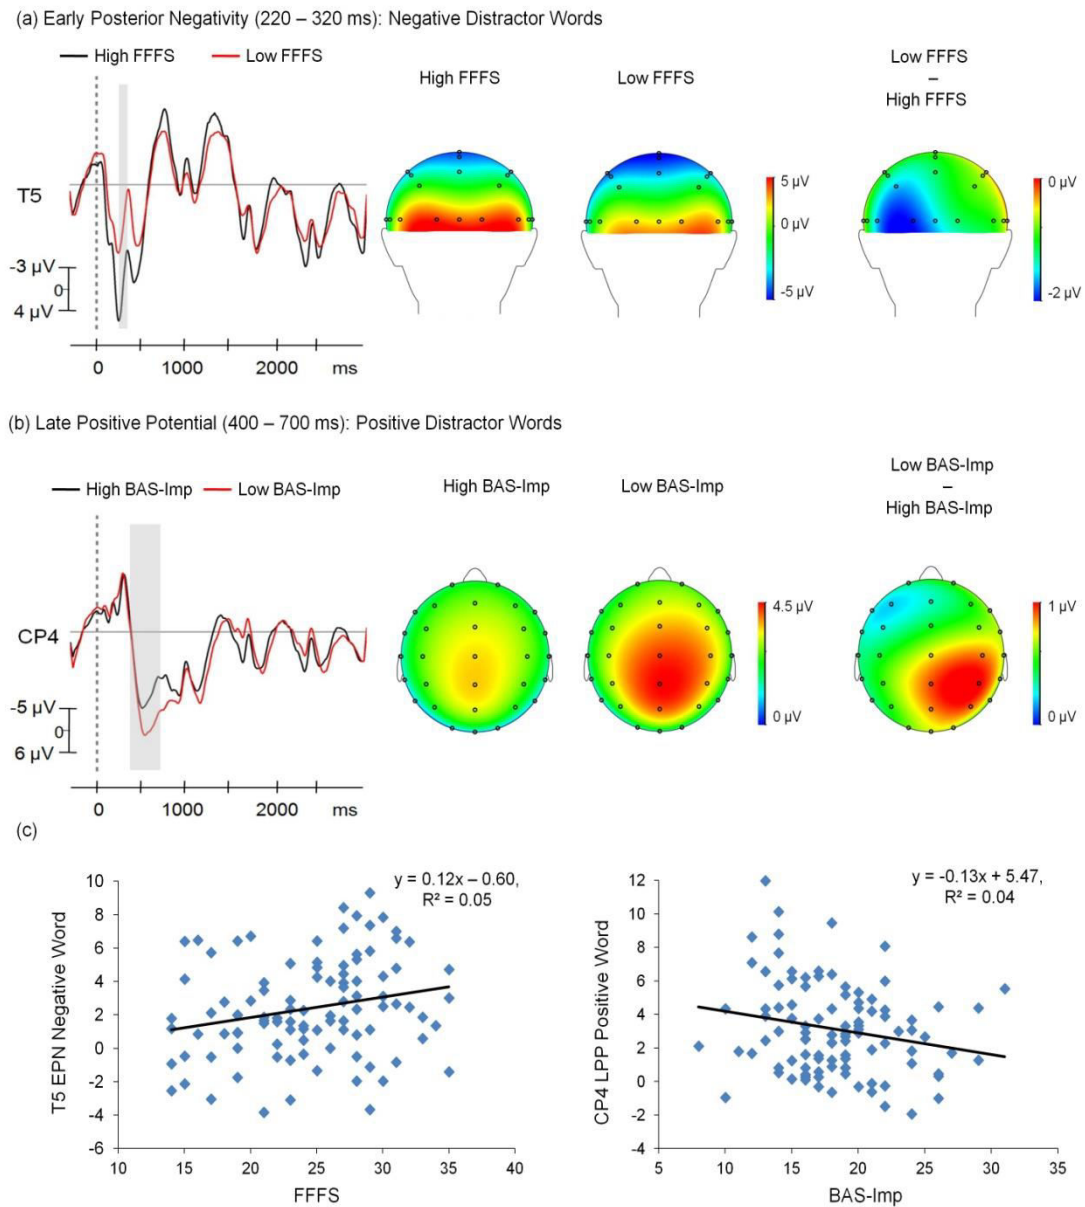 (a) Early Posterior Negativity (220 – 320 ms): Negative Distractor Words
High FFFS
Low FFFS
High FFFS
Low FFFS
Low FFFS
–
High FFFS
T5
-3 µV
0
4 µV
0
1000
2000
ms
5 µV
0 µV
-5 µV
0 µV
-2 µV
(b) Late Positive Potential (400 – 700 ms): Positive Distractor Words
High BAS-Imp
Low BAS-Imp
High BAS-Imp
Low BAS-Imp
Low BAS-Imp
–
High BAS-Imp
CP4
-5 µV
0
6 µV
0
1000
2000
ms
4.5 µV
0 µV
1 µV
0 µV
(c)
y = 0.12x – 0.60,
R² = 0.05
10
8
6
4
2
0
-2
-4
-6
10
15
20
25
30
35
40
T5 EPN Negative Word
FFFS
y = -0.13x + 5.47,
R² = 0.04
12
10
8
6
4
2
0
-2
-4
5
10
15
20
25
30
35
CP4 LPP Positive Word
BAS-Imp